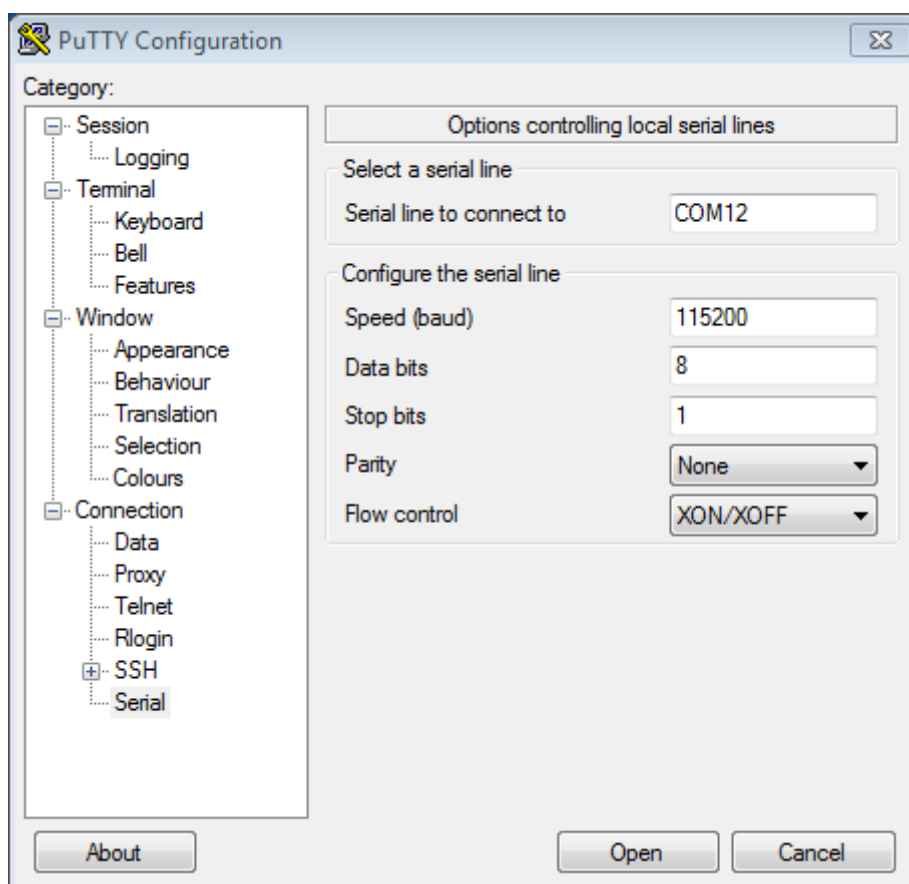 PuTTY Configuration
Category:
Session
Logging
Terminal
Keyboard
Bell
Features
Window
Appearance
Behaviour
Translation
Selection
Colours
Connection
Data
Proxy
Telnet
Rlogin
SSH
Serial
Options controlling local serial lines
Select a serial line
Serial line to connect to COM12
Configure the serial line
Speed (baud) 115200
Data bits 8
Stop bits 1
Parity None
Flow control XON/XOFF
About Open Cancel